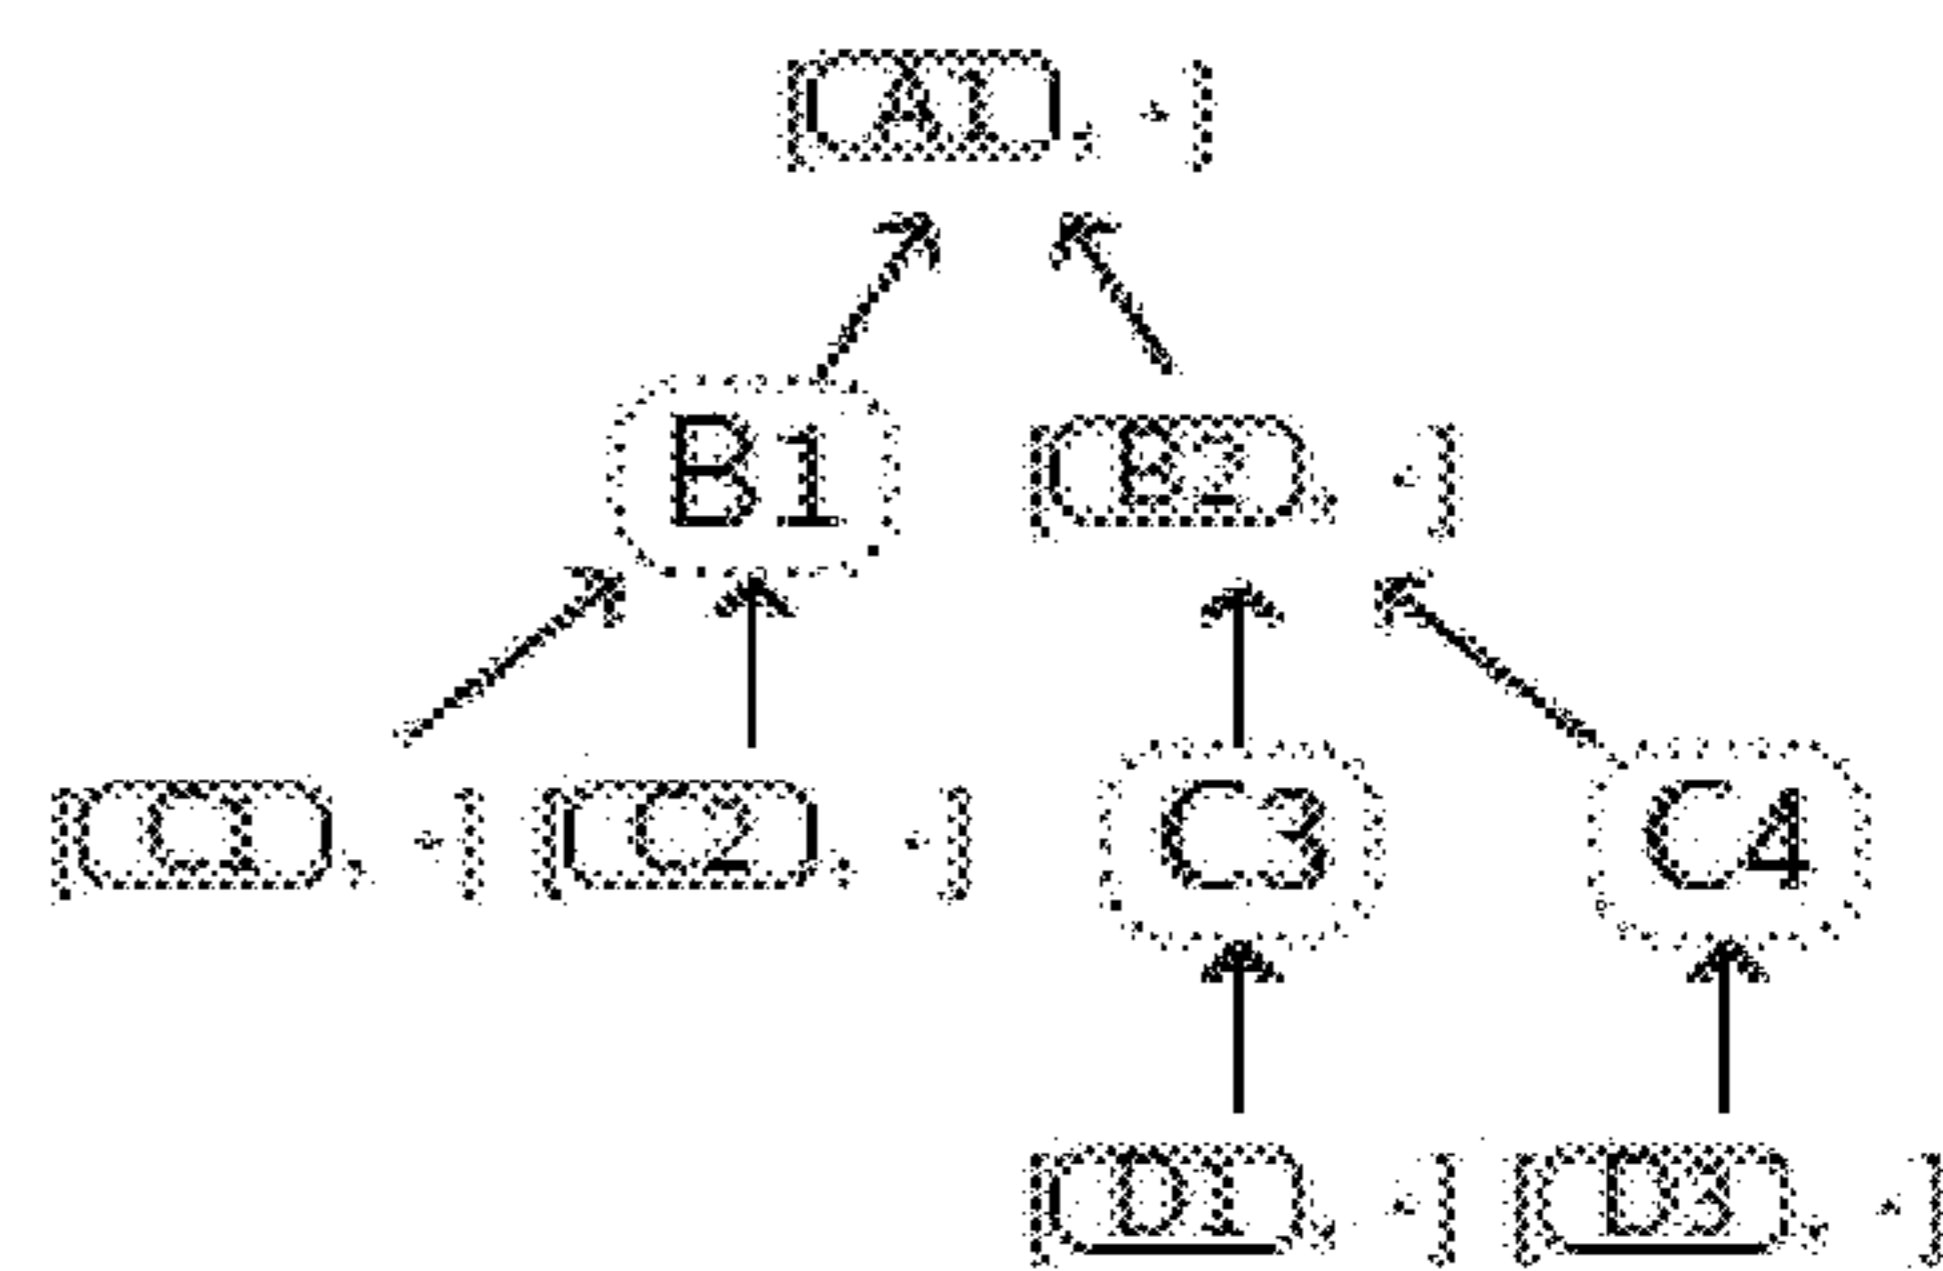 [A1, ·]
B1 [B2, ·]
[C1, ·] [C2, ·] C3 C4
[D1, ·] [D3, ·]